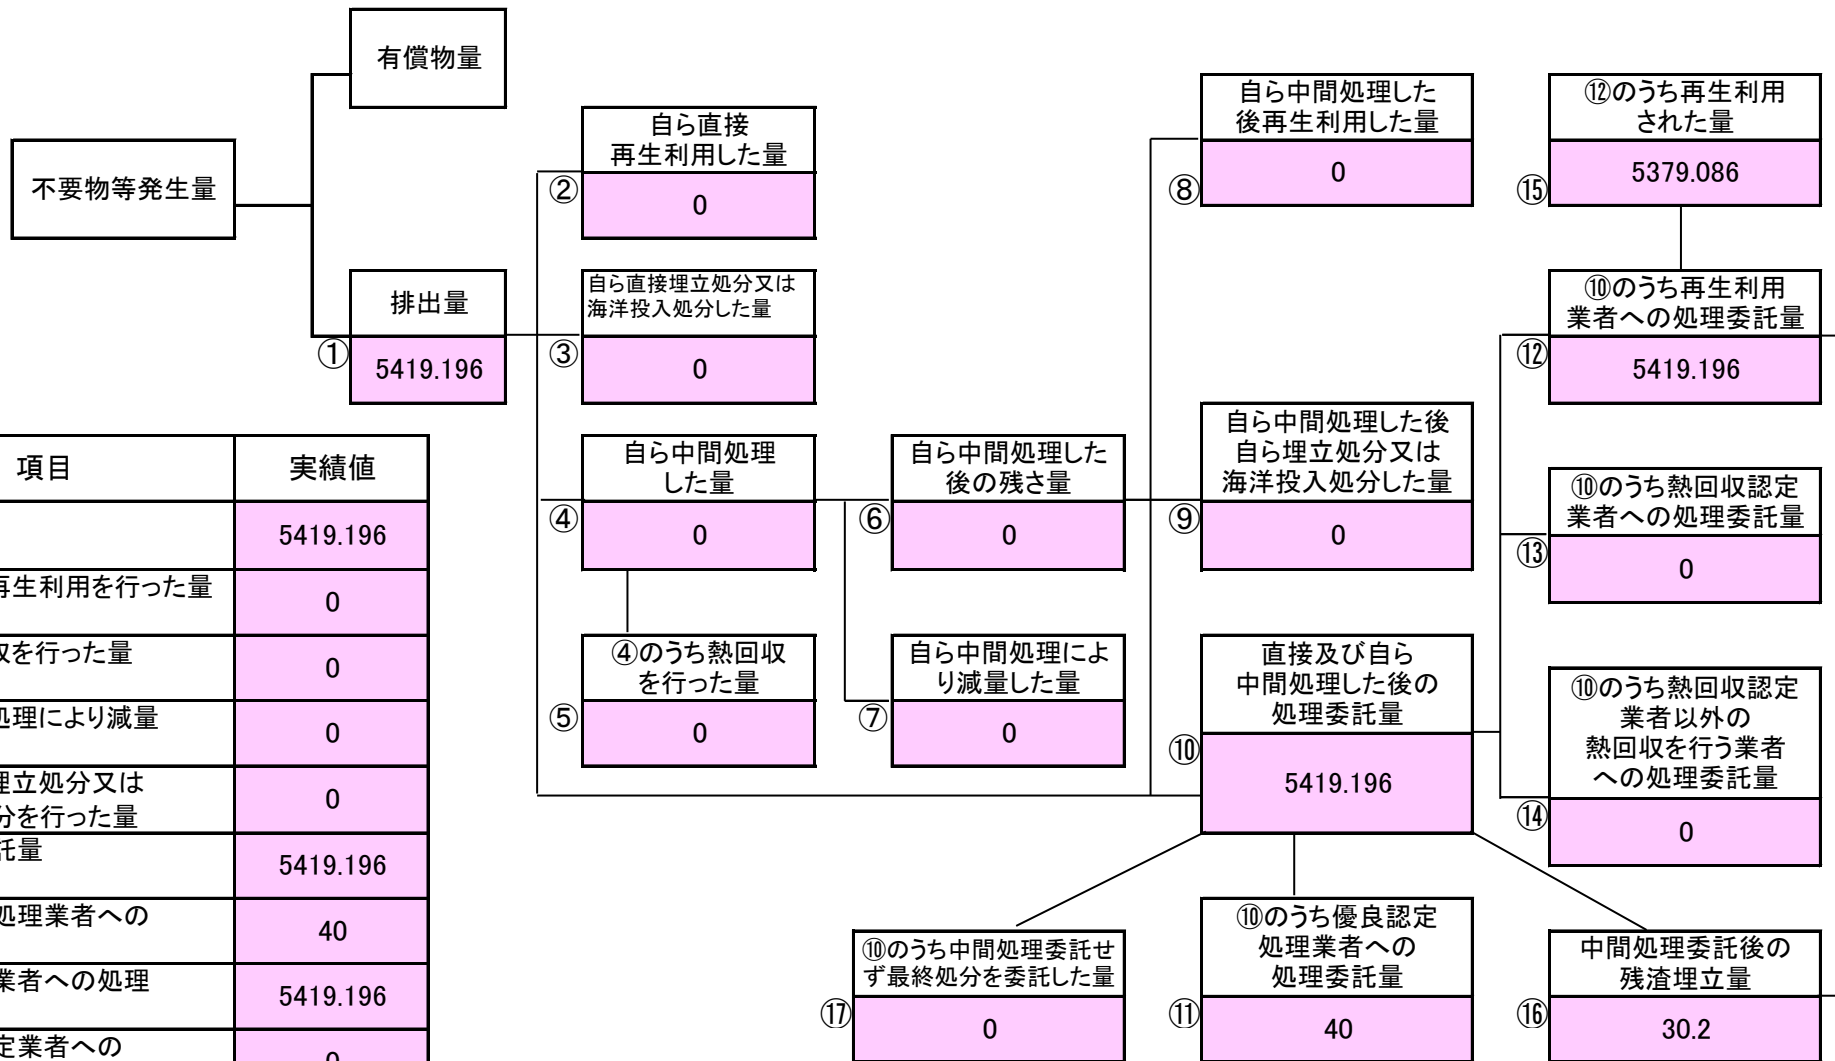 有償物量
不要物等発生量
排出量
①
5419.196
自ら直接
再生利用した量
②
0
自ら直接埋立処分又は
海洋投入処分した量
③
0
自ら中間処理
した量
④
0
④のうち熱回収
を行った量
⑤
0
自ら中間処理した
後の残さ量
⑥
0
自ら中間処理によ
り減量した量
⑦
0
自ら中間処理した
後再生利用した量
⑧
0
自ら中間処理した後
自ら埋立処分又は
海洋投入処分した量
⑨
0
直接及び自ら
中間処理した後の
処理委託量
⑩
5419.196
⑫のうち再生利用
された量
⑮
5379.086
⑩のうち再生利用
業者への処理委託量
⑫
5419.196
⑩のうち熱回収認定
業者への処理委託量
⑬
0
⑩のうち熱回収認定
業者以外の
熱回収を行う業者
への処理委託量
⑭
0
⑩のうち中間処理委託せ
ず最終処分を委託した量
⑰
0
⑩のうち優良認定
処理業者への
処理委託量
⑪
40
中間処理委託後の
残渣埋立量
⑯
30.2
項目 実績値
5419.196
再生利用を行った量
0
を行った量
0
処理により減量
0
埋立処分又は
を行った量
0
託量
5419.196
処理業者への
40
業者への処理
5419.196
定業者への
0